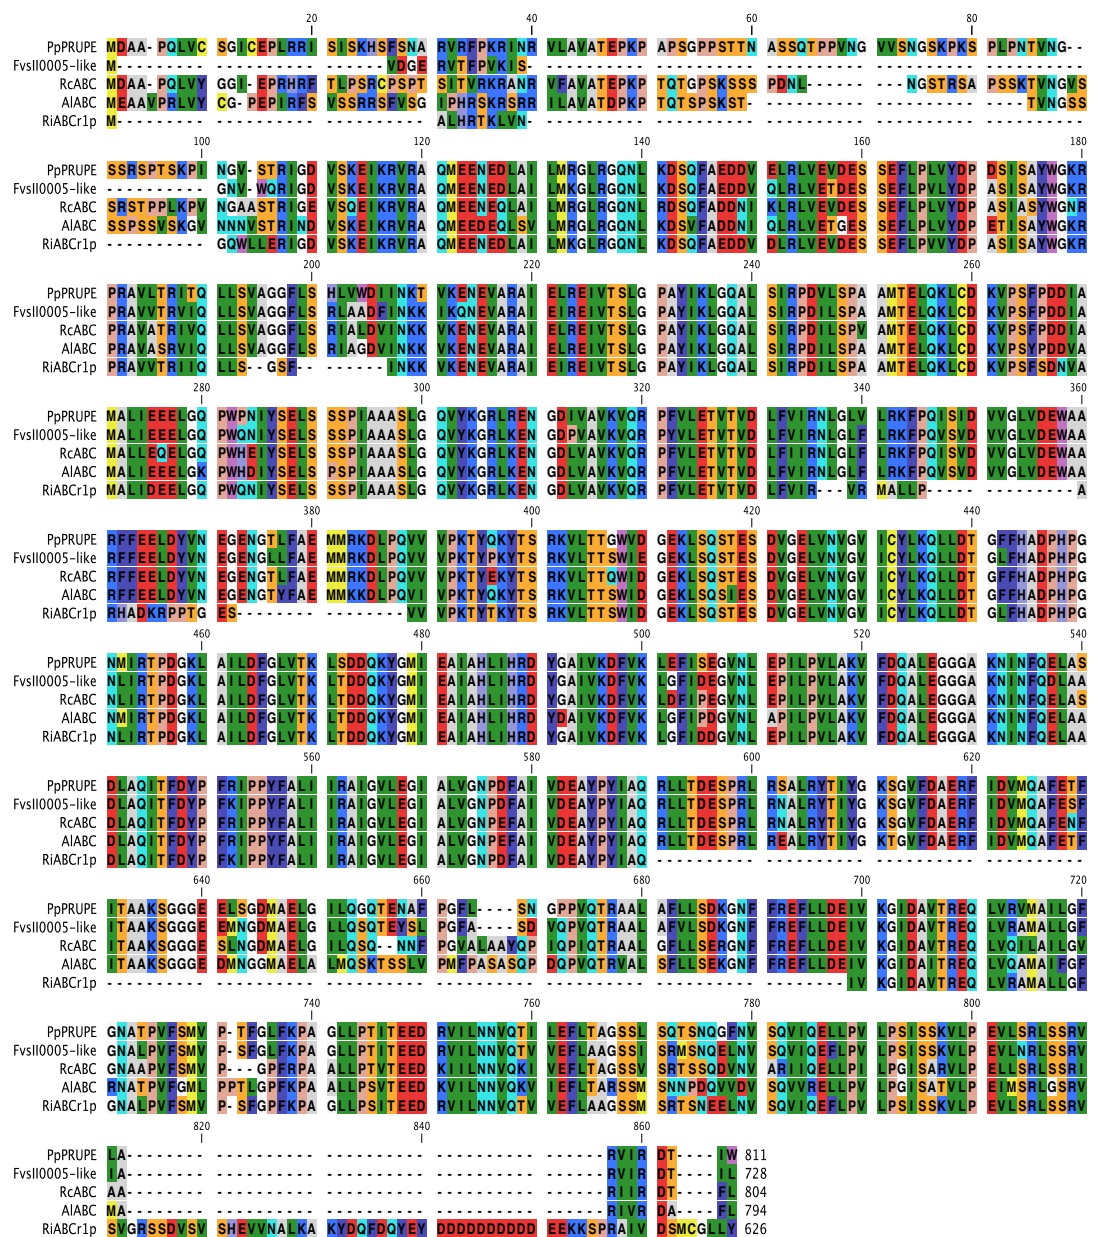 20 40 60 80
PpPRUPE MDAA-PQLVC SGICEPLRRI SISKHSFSNA RVRFPKRINR VLAVATEPKP APSGPPSTTN ASSQTPPVNG VVSNGSKPKS PLPNTVNG--
FvsII0005-like M--------- ---------- -----VDGE RVTFPVKIS- ---------- ---------- ---------- ---------- ----------
RcABC MDAA-PQLVY GGI-EPRHRF TLPSRCPSPT SITVRKRANR VFAVATEPKP TQTGPSKSSS PDNL------ ---NGSTRSA PSSKTVNGVS
AlABC MEAAVPRLVY CG-PEPIRFS VSSRRSFVSG IPHRSKRSRR ILAVATDPKP TQTSPSKST- ---------- ---------- ----TVNGSS
RiABCr1p M--------- ---------- ---------- ALHRTKLVN- ---------- ---------- ---------- ---------- ----------
100 120 140 160 180
PpPRUPE SSRSPTSKPI NGV-STRIGD VSKEIKRVRA QMEENEDLAI LMRGLRGQNL KDSQFAEDDV ELRLVEVDES SEFLPLVYDP DSISAYWGKR
FvsII0005-like ---------- GNV-WQRIGD VSKEIKRVRA QMEENEDLAI LMRGLRGQNL KDSQFAEDDV QLRLVETDES SEFLPVLYDP ASISAYWGKR
RcABC SRSTPPLKPV NGAASTRIGE VSQEIKRVRA QMEENEQLAI LMRGLRGQNL KDSQFADDNI KLRLVEVDES SEFLPLVYDP ASIASYWGNR
AlABC SSPSSVSKGV NNNVSTRIND VSKEIKRVRA QMEEDEQLSV LMRGLRGQNL KDSVFADDNI QLRLVETGES SEFLPLVYDP ETISAYWGKR
RiABCr1p ---------- GQWLLERIGD VSKEIKRVRA QMEENEDLAI LMKGLRGQNL KDSQFAEDDV DLRLVEVDES SEFLPVVYDP ASISAYWGKR
200 220 240 260
PpPRUPE PRAVLTRITQ LLSVAGGFLS HLVWDIINKT VKENEVARAI ELREIVTSLG PAYIKLGQAL SIRPDVLSPA AMTELQKLCD KVPSFPDDIA
FvsII0005-like PRAVVTRVIQ LLSVAGGFLS RLAADFINKK IKQNEVARAI EIREIVTSLG PAYIKLGQAL SIRPDILSPA AMTELQKLCD KVPSFPDDIA
RcABC PRAVATRIVQ LLSVAGGFLS RIALDVINKK VKENEVARAI ELREIVTSLG PAYIKLGQAL SIRPDILSPV AMTELQKLCD KVPSFPDDIA
AlABC PRAVASRVIQ LLSVAGGFLS RIAGDVINKK VKENEVARAI ELREIVTSLG PAYIKLGQAL SIRPDILSPA AMTELQKLCD KVPSYPDDVA
RiABCr1p PRAVVTRIIQ LLS--GSF-- ------INKK VKENEVARAI EIREIVTSLG PAYIKLGQAL SIRPDILSPA AMTELQKLCD KVPSFSDNVA
280 300 320 340 360
PpPRUPE MALIEEELGQ PWPNIYSELS SSPIAAASLG QVYKGRLREN GDIVAVKVQR PFVLETVTVD LFVIRNLGLV LRKFPQISID VVGLVDEWAA
FvsII0005-like MALIEEELGQ PWQNIYSELS SSPIAAASLG QVYKGRLKEN GDPVAVKVQR PYVLETVTVD LFVIRNLGLF LRKFPQVSVD VVGLVDEWAA
RcABC MALLEQELGQ PWHEIYSELS SSPIAAASLG QVYKGRLKEN GDLVAVKVQR PFVLETVTVD LFIIRNLGLF LRKFPQVSVD VVGLVDEWAA
AlABC MALIEEELGK PWHDIYSELS PSPIAAASLG QVYKGRLKEN GDLVAVKVQR PFVLETVTVD LFIIRNLGLF LRKFPQVSVD VVGLVDEWAA
RiABCr1p MALIDEELGQ PWQNIYSELS SSPIAAASLG QVYKGRLKEN GDLVAVKVQR PFVLETVTVD LFVIR---VR MALLP----- ---------A
380 400 420 440
PpPRUPE RFFEELDYVN EGENGTLFAE MMRKDLPQVV VPKTYQKYTS RKVLTTGWVD GEKLSQSTES DVGELVNVGV ICYLKQLLDT GFFHADPHPG
FvsII0005-like RFFEELDYVN EGENGLLFAE MMRKDLPQVV VPKTYPKYTS RKVLTTSWIE GEKLSQSTES DVGELVNVGV ICYLKQLLDT GLFHADPHPG
RcABC RFFEELDYVN EGENGTLFAE MMRKDLPQVV VPKTYEKYTS RKVLTTQWID GEKLSQSTES DVGELVNVGV ICYLKQLLDT GFFHADPHPG
AlABC RFFEELDYVN EGENGTYFAE MMKKDLPQVI VPKTYQKYTS RKVLTTSWID GEKLSQSIES DVGELVNVGV ICYLKQLLDT GFFHADPHPG
RiABCr1p RHADKRPPTG ES-------- --------VV VPKTYTKYTS RKVLTTSWID GEKLSQSTES DVGELVNVGV ICYLKQLLDT GLFHADPHPG
460 480 500 520 540
PpPRUPE NMIRTPDGKL AILDFGLVTK LSDDQKYGMI EAIAHLIHRD YGAIVKDFVK LEFISEGVNL EPILPVLAKV FDQALEGGGA KNINFQELAS
FvsII0005-like NLIRTPDGKL AILDFGLVTK LTDDQKYGMI EAIAHLIHRD YGAIVKDFVK LGFIDEGVNL EPILPVLAKV FDQALEGGGA KNINFQDLAA
RcABC NLIRTPDGKL AILDFGLVTK LTDDQKYGMI EAIAHLIHRD YGAIVKDFVK LDFIPEGVNL EPILPVLAKV FDQALEGGGA KNINFQELAS
AlABC NMIRTPDGKL AILDFGLVTK LTDDQKYGMI EAIAHLIHRD YDAIVKDFVK LGFIPDGVNL APILPVLAKV FDQALEGGGA KNINFQELAA
RiABCr1p NLIRTPDGKL AILDFGLVTK LTDDQKYGMI EAIAHLIHRD YGAIVKDFVK LGFIDDGVNL EPILPVLAKV FDQALEGGGA KNINFQELAA
560 580 600 620
PpPRUPE DLAQITFDYP FRIPPYFALI IRAIGVLEGI ALVGNPDFAI VDEAYPYIAQ RLLTDESPRL RSALRYTIYG KSGVFDAERF IDVMQAFETF
FvsII0005-like DLAQITFDYP FKIPPYFALI IRAIGVLEGI ALVGNPDFAI VDEAYPYIAQ RLLTDESPRL RNALRYTIYG KSGVFDAERF IDVMQAFESF
RcABC DLAQITFDYP FRIPPYFALI IRAIGVLEGI ALVGNPEFAI VDEAYPYIAQ RLLTDESPRL RNALRYTIYG KSGVFDAERF IDVMQAFENF
AlABC DLAQITFDYP FRIPPYFALI IRAIGVLEGI ALVGNPEFAI VDEAYPYIAQ RLLTDESPRL REALRYTIYG KTGVFDAERF IDVMQAFETF
RiABCr1p DLAQITFDYP FKIPPYFALI IRAIGVLEGI ALVGNPDFAI VDEAYPYIAQ ---------- ---------- ---------- ----------
640 660 680 700 720
PpPRUPE ITAAKSGGGE ELSGDMAELG ILQGQTENAF PGFL----SN GPPVQTRAAL AFLLSDKGNF FREFLLDEIV KGIDAVTREQ LVRVMAILGF
FvsII0005-like ITAAKSGGGE EMNGDMAELG LLQSQTEYSL PGFA----SD VQPVQTRAAL AFVLSDKGNF FREFLLDEIV KGIDAVTREQ LVRAMALLGF
RcABC ITAAKSGGGE SLNGDMAELG ILQSQ--NNF PGVALAAYQP IQPIQTRAAL GFLLSERGNF FREFLLDEIV KGIDAVTREQ LVQILAILGV
AlABC ITAAKSGGGE DMNGGMAELA LMQSKTSSLV PMFPASASQP DQPVQTRVAL SFLLSEKGNF FREFLLDEIV KGIDAITREQ LVQAMAIFGF
RiABCr1p ---------- ---------- ---------- ---------- ---------- --------IV KGIDAVTREQ LVRAMALLGF
740 760 780 800
PpPRUPE GNATPVFSMV P-TFGLFKPA GLLPTITEED RVILNNVQTI LEFLTAGSSL SQTSNQGFNV SQVIQELLPV LPSISSKVLP EVLSRLSSRV
FvsII0005-like GNALPVFSMV P-SFGLFKPA GLLPTITEED RVILNNVQTV VEFLAAGSSI SRMSNQELNV SQVIQEFLPV LPSISSKVLP EVLNRLSSRV
RcABC GNAAPVFSMV P---GPFRPA ALLPTVTEED KIILNNVQKV VEFLTAGSSV SRTSSQDVNV ARIIQELLPI LPGISARVLP ELLSRLSSRV
AlABC RNATPVFGML PPTLGPFKPA ALLPSVTEED RVILNNVQKV IEFLTARSSM SNNPDQVVDV SQVVRELLPV LPGISATVLP EIMSRLGSRV
RiABCr1p GNALPVFSMV P-SFGPFKPA GLLPSITEED RVILNNVQTV VEFLAAGSSM SRTSNEELNV SQVIQEFLPV LPSISSKVLP EVLSRLSSRV
820 840 860
PpPRUPE LA-------- ---------- ---------- ---------- ------RVIR DT----IW 811
FvsII0005-like IA-------- ---------- ---------- ---------- ------RVIR DT----IL 728
RcABC AA-------- ---------- ---------- ---------- ------RIIR DT----FL 804
AlABC MA-------- ---------- ---------- ---------- ------RIVR DA----FL 794
RiABCr1p SVGRSSDVSV SHEVVNALKA KYDQFDQYEY DDDDDDDDDD EEKKSPRAIV DSMCGLLY 626